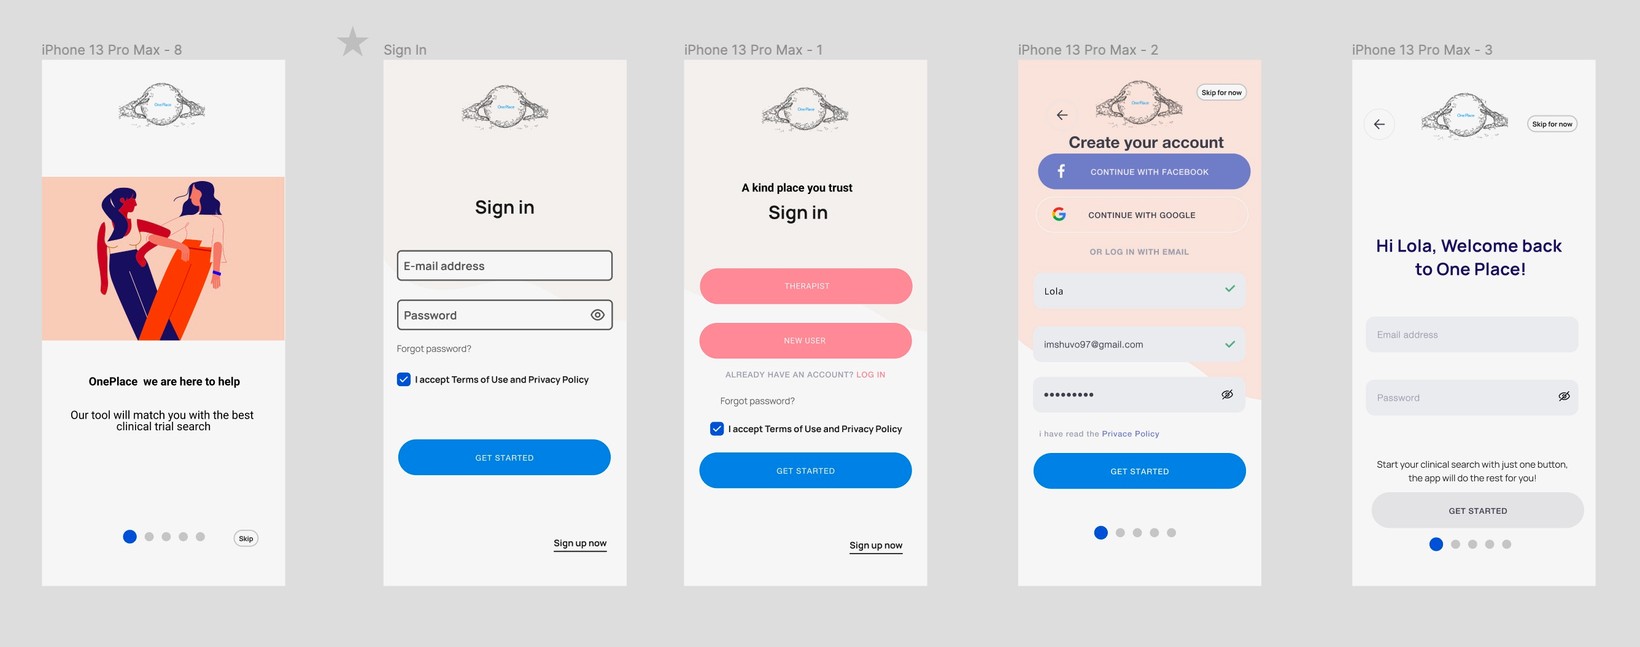 iPhone 13 Pro Max - 8
OnePlace
OnePlace we are here to help
Our tool will match you with the best
clinical trial search
Skip
Sign In
OnePlace
Sign in
E-mail address
Password
Forgot password?
I accept Terms of Use and Privacy Policy
GET STARTED
Sign up now
iPhone 13 Pro Max - 1
OnePlace
A kind place you trust
Sign in
THERAPIST
NEW USER
ALREADY HAVE AN ACCOUNT? LOG IN
Forgot password?
I accept Terms of Use and Privacy Policy
GET STARTED
Sign up now
iPhone 13 Pro Max - 2
OnePlace
Skip for now
Create your account
CONTINUE WITH FACEBOOK
CONTINUE WITH GOOGLE
OR LOG IN WITH EMAIL
Lola
imshuvo97@gmail.com
i have read the Privace Policy
GET STARTED
iPhone 13 Pro Max - 3
One Place
Skip for now
Hi Lola, Welcome back
to One Place!
Email address
Password
Start your clinical search with just one button,
the app will do the rest for you!
GET STARTED